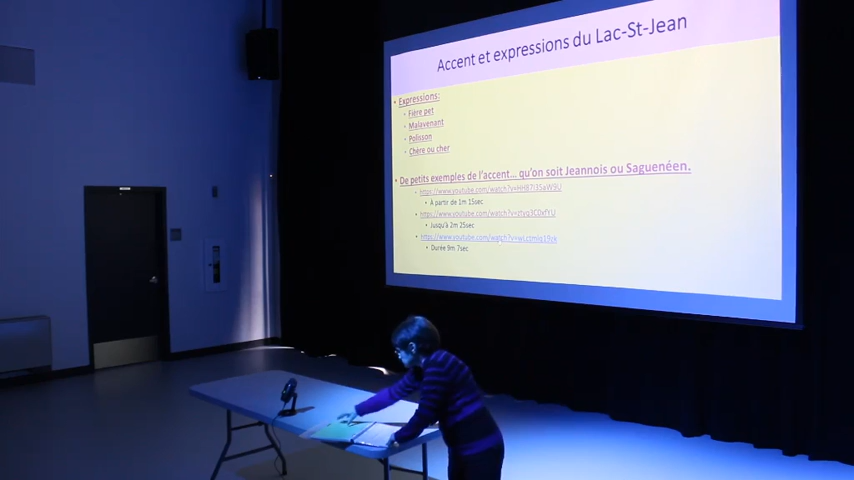 Accent et expressions du Lac-St-Jean
• Expressions:
• Fière pet
• Malavenant
• Polisson
• Chère ou cher
• De petits exemples de l'accent… qu'on soit Jeannois ou Saguenéen.
• À partir de 1m 15sec
• Jusqu'à 2m 25sec
• Durée 9m 7sec